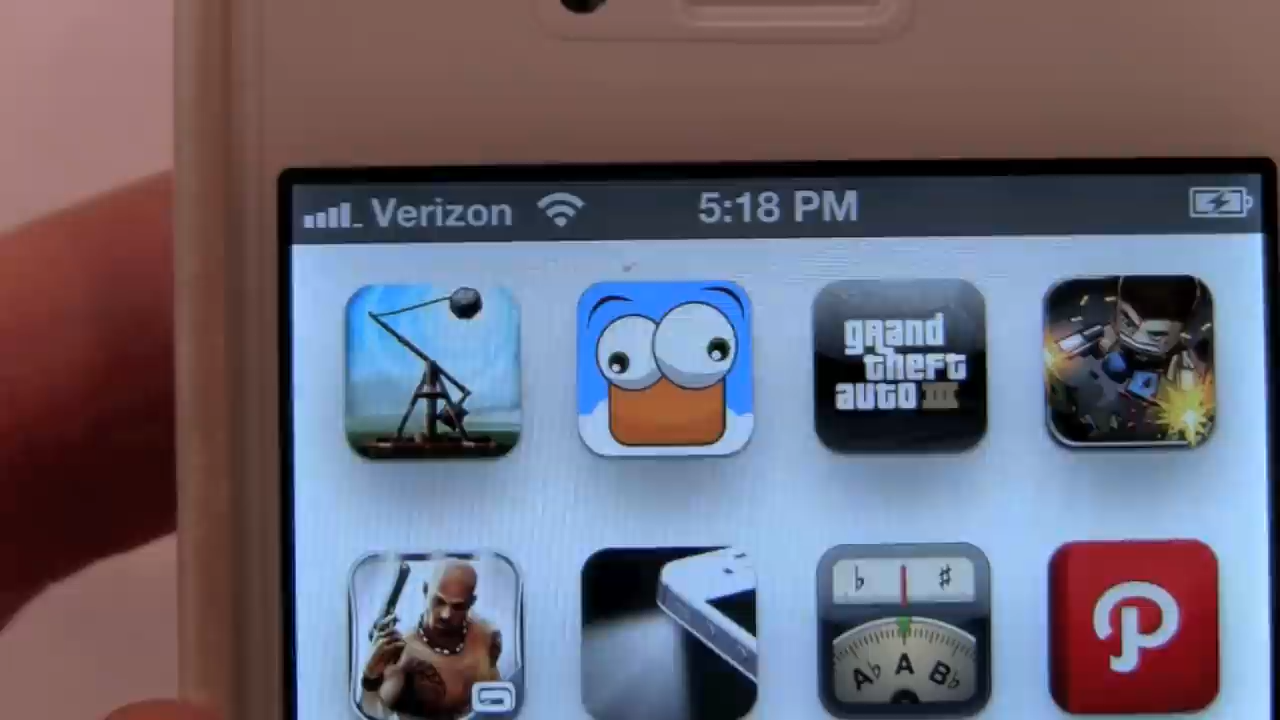 Verizon 5:18 PM
grand
theft
auto III
♭ ♯
A♭ A B♭